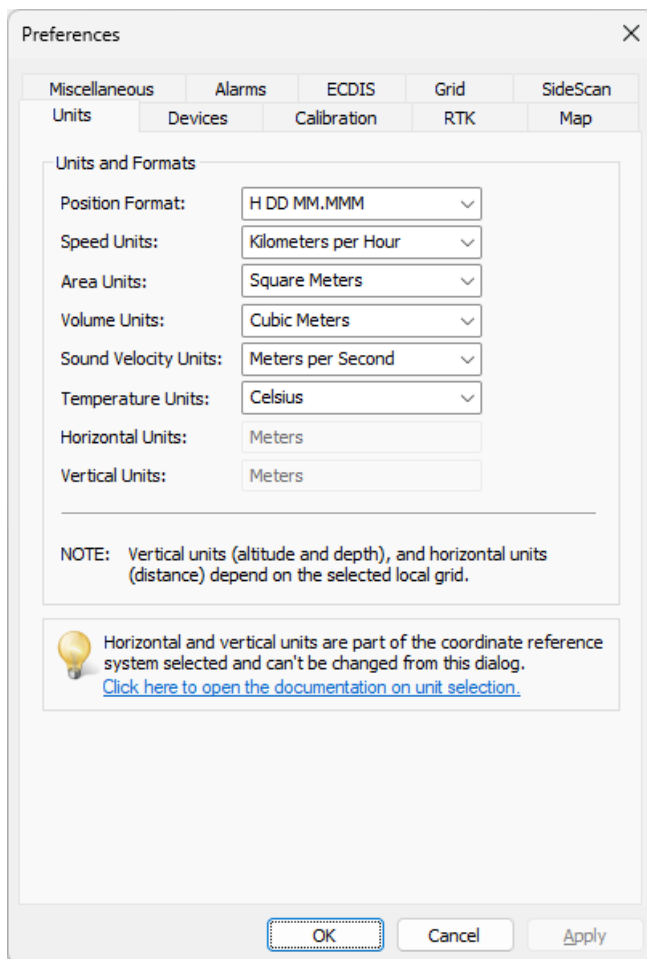 Preferences
Miscellaneous Alarms ECDIS Grid SideScan
Units Devices Calibration RTK Map
Units and Formats
Position Format: H DD MM.MMM
Speed Units: Kilometers per Hour
Area Units: Square Meters
Volume Units: Cubic Meters
Sound Velocity Units: Meters per Second
Temperature Units: Celsius
Horizontal Units: Meters
Vertical Units: Meters
NOTE: Vertical units (altitude and depth), and horizontal units
(distance) depend on the selected local grid.
Horizontal and vertical units are part of the coordinate reference
system selected and can't be changed from this dialog.
Click here to open the documentation on unit selection.
OK Cancel Apply